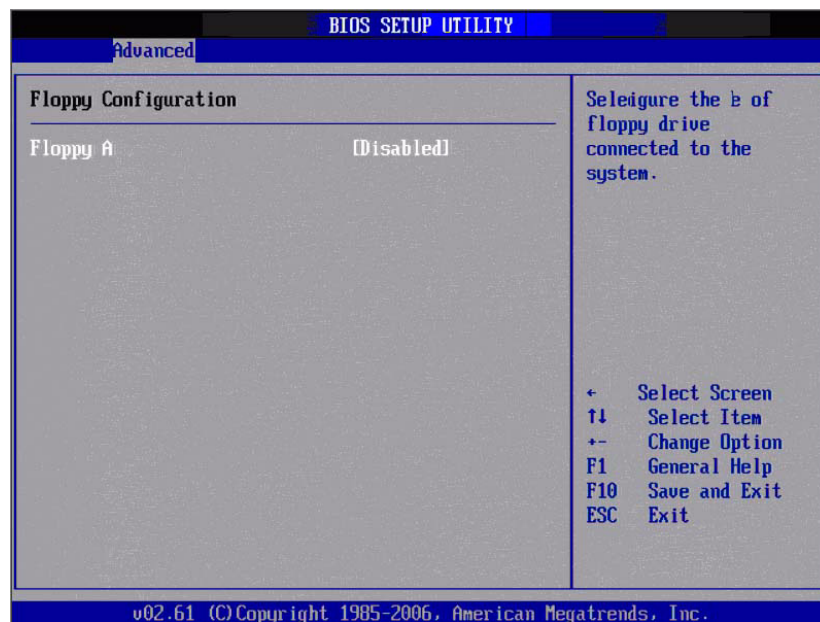 BIOS SETUP UTILITY
Advanced
Floppy Configuration
Floppy A [Disabled]
the of
floppy drive
connected to the
system.
← Select Screen
↑↓ Select Item
+- Change Option
F1 General Help
F10 Save and Exit
ESC Exit
v02.61 (C)Copyright 1985-2006, American Megatrends, Inc.